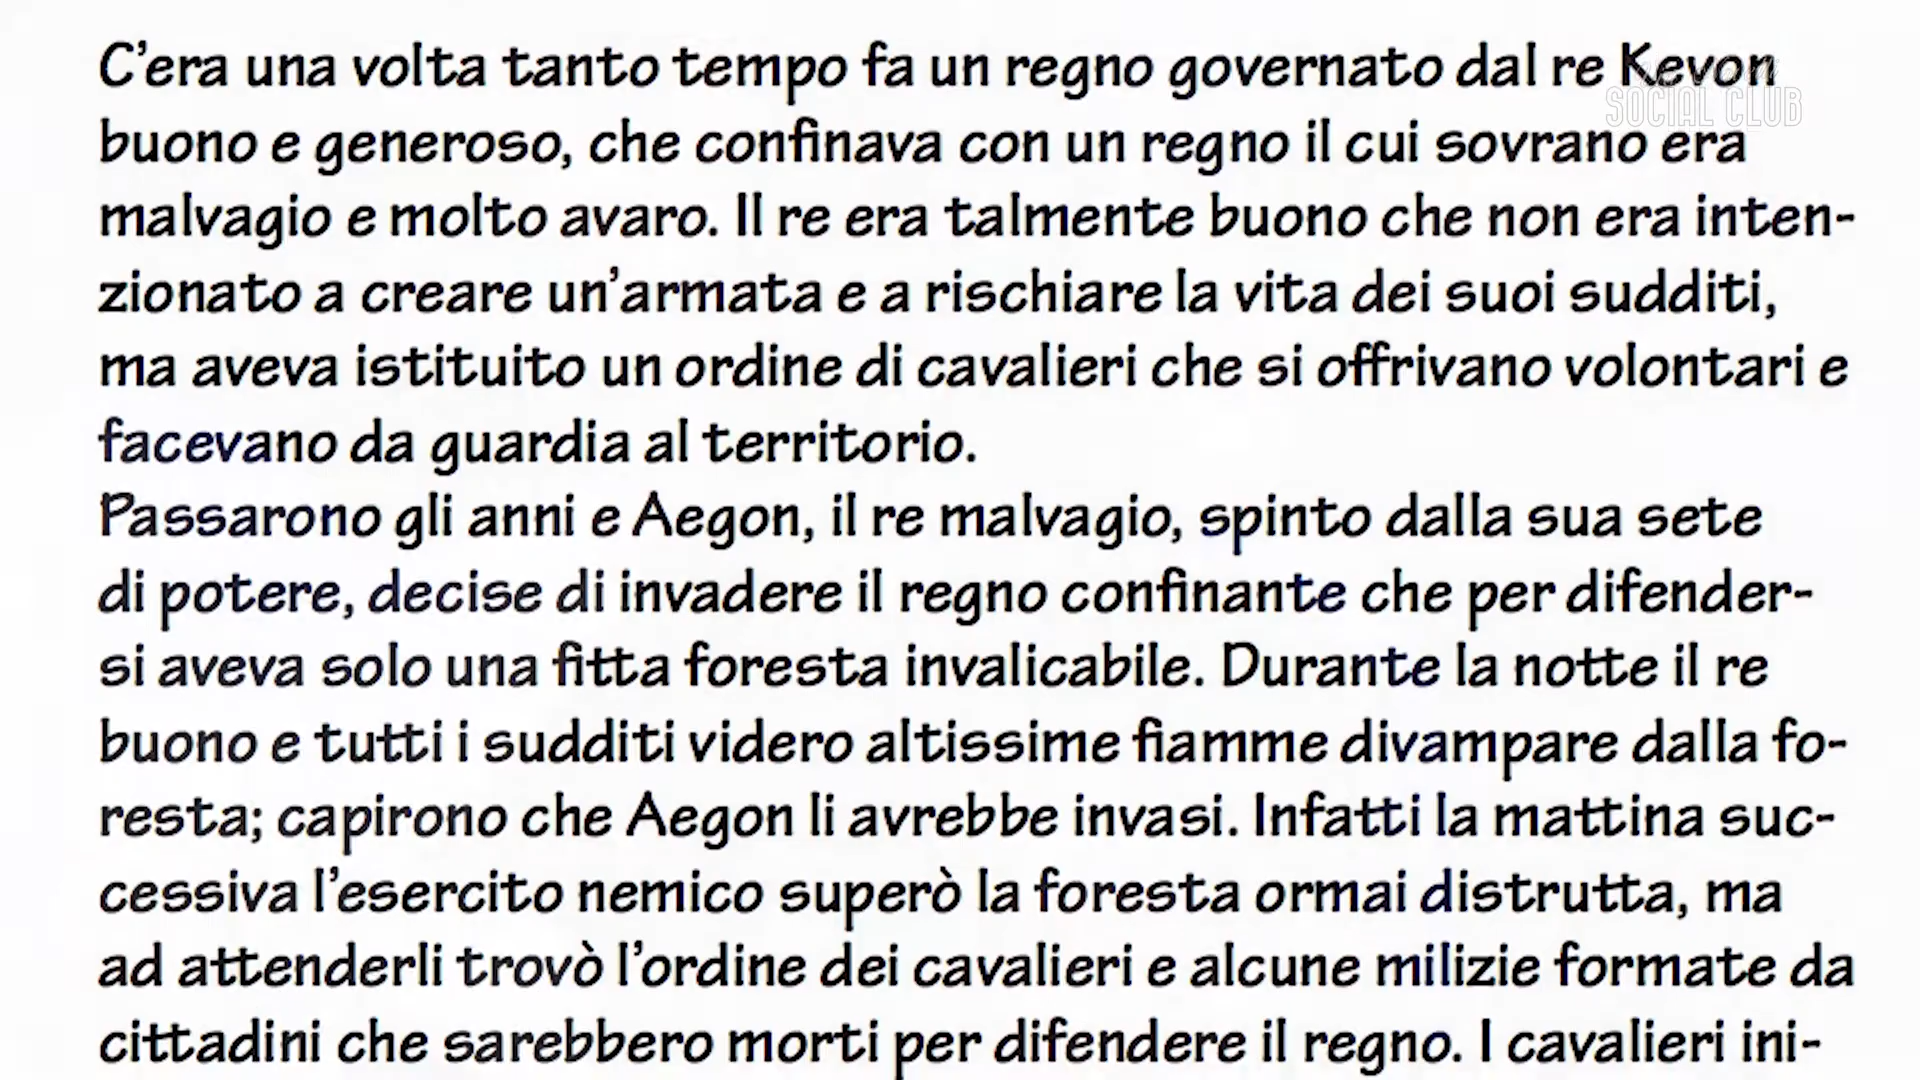 C'era una volta tanto tempo fa un regno governato dal re Kevon
SOCIAL CLUB
buono e generoso, che confinava con un regno il cui sovrano era
malvagio e molto avaro. Il re era talmente buono che non era inten-
zionato a creare un'armata e a rischiare la vita dei suoi sudditi,
ma aveva istituito un ordine di cavalieri che si offrivano volontari e
facevano da guardia al territorio.
Passarono gli anni e Aegon, il re malvagio, spinto dalla sua sete
di potere, decise di invadere il regno confinante che per difender-
si aveva solo una fitta foresta invalicabile. Durante la notte il re
buono e tutti i sudditi videro altissime fiamme divampare dalla fo-
resta; capirono che Aegon li avrebbe invasi. Infatti la mattina suc-
cessiva l'esercito nemico superò la foresta ormai distrutta, ma
ad attenderli trovò l'ordine dei cavalieri e alcune milizie formate da
cittadini che sarebbero morti per difendere il regno. I cavalieri ini-